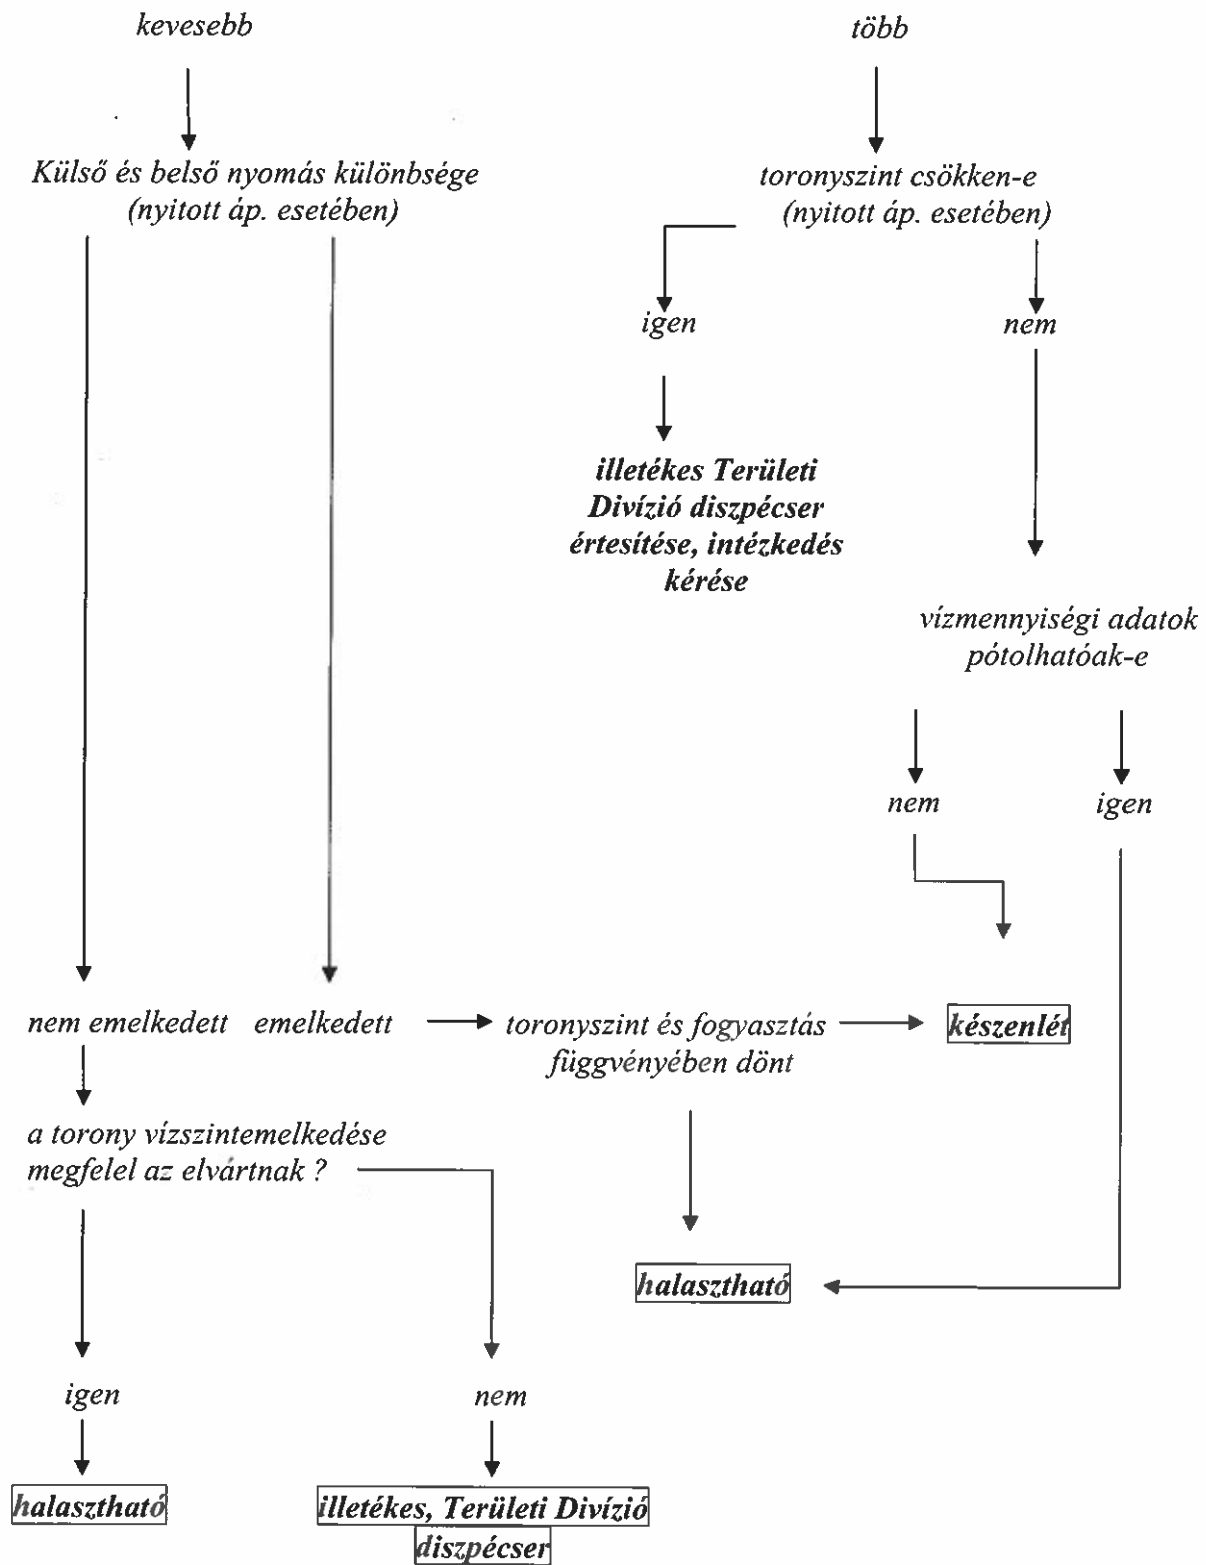 kevesebb
több
Külső és belső nyomás különbsége
(nyitott áp. esetében)
toronyszint csökken-e
(nyitott áp. esetében)
igen
nem
illetékes Területi
Divízió diszpécser
értesítése, intézkedés
kérése
vízmennyiségi adatok
pótolhatóak-e
nem
igen
nem emelkedett
emelkedett
toronyszint és fogyasztás
függvényében dönt
készenlét
a torony vízszintemelkedése
megfelel az elvártnak ?
halasztható
igen
nem
halasztható
illetékes, Területi Divízió
diszpécser